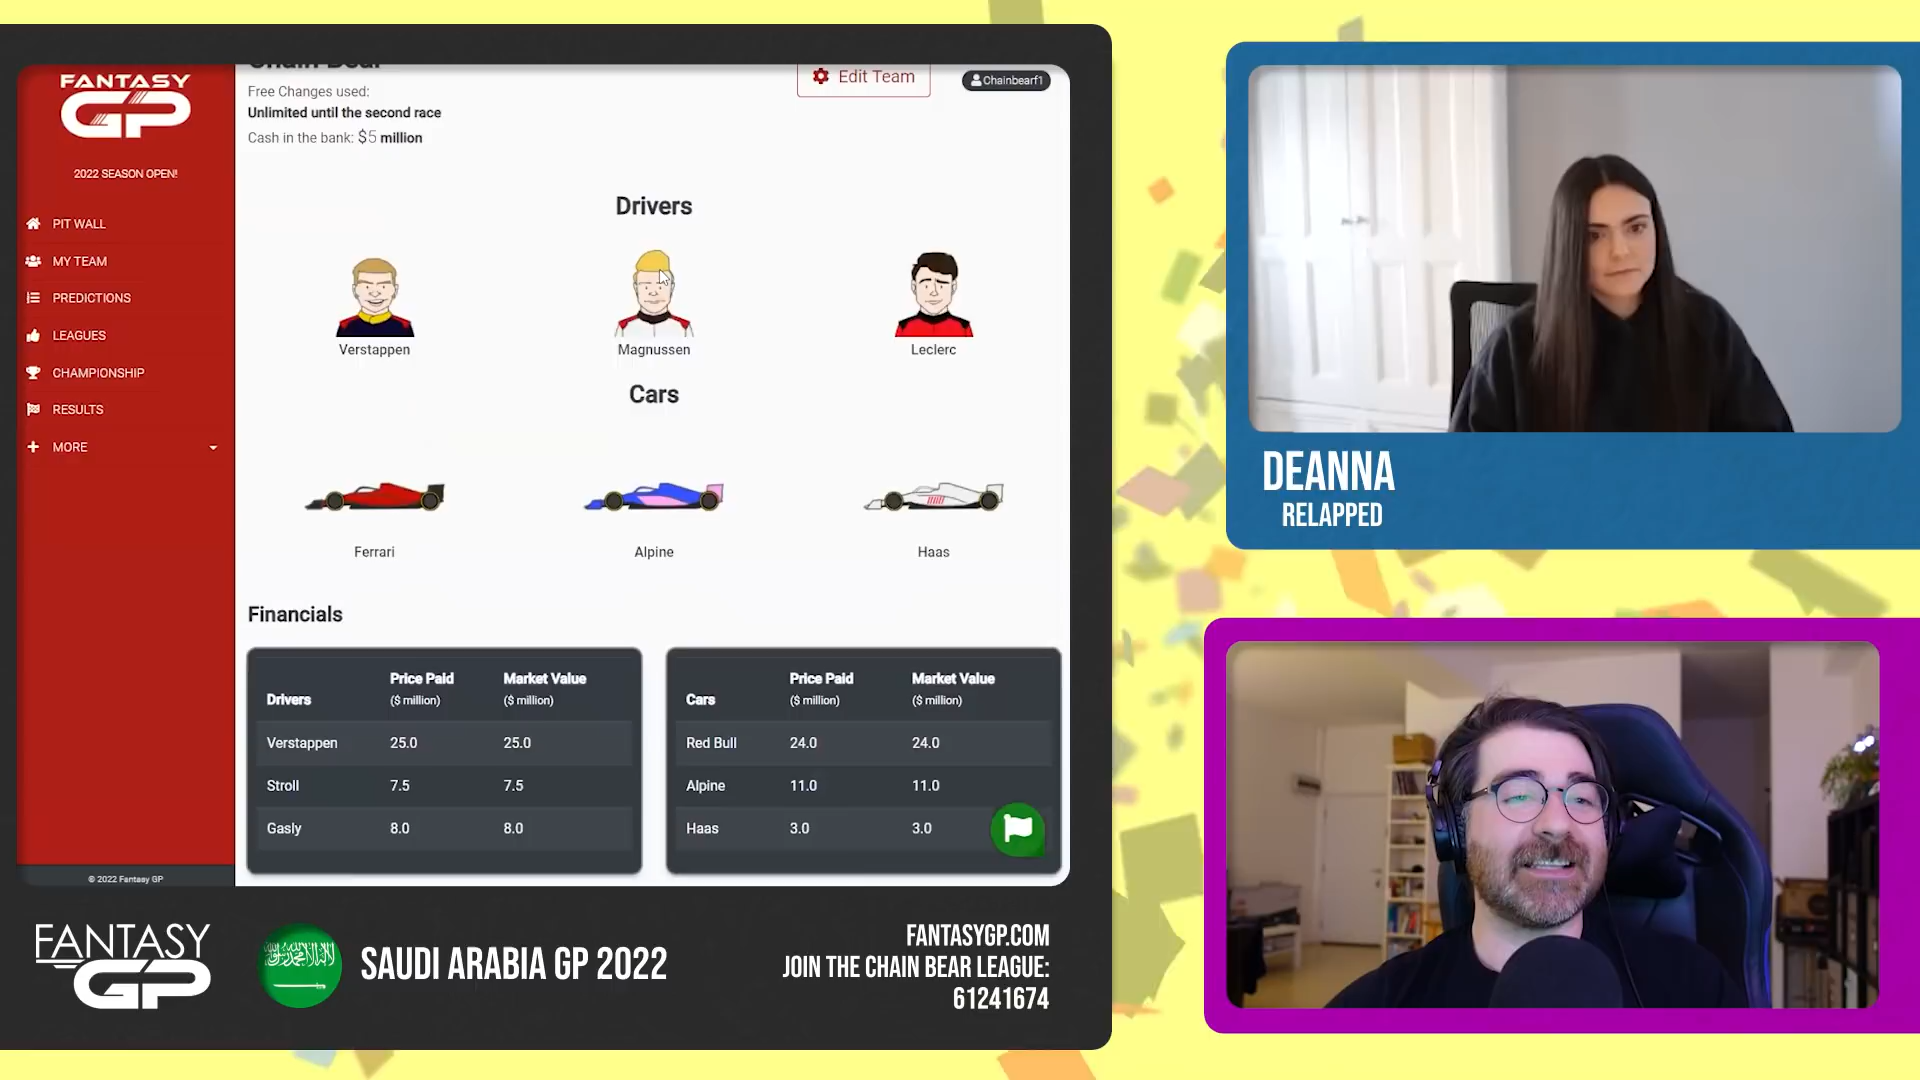 FANTASY
GP
2022 SEASON OPEN!
PIT WALL
MY TEAM
PREDICTIONS
LEAGUES
CHAMPIONSHIP
RESULTS
MORE
© 2022 Fantasy GP
Chain Bear
Edit Team
Chainbearf1
Free Changes used:
Unlimited until the second race
Cash in the bank: $5 million
Drivers
Verstappen
Magnussen
Leclerc
Cars
Ferrari
Alpine
Haas
Financials
Drivers Price Paid ($ million) Market Value ($ million)
Verstappen 25.0 25.0
Stroll 7.5 7.5
Gasly 8.0 8.0
Cars Price Paid ($ million) Market Value ($ million)
Red Bull 24.0 24.0
Alpine 11.0 11.0
Haas 3.0 3.0
FANTASY
GP
SAUDI ARABIA GP 2022
FANTASYGP.COM
JOIN THE CHAIN BEAR LEAGUE:
61241674
DEANNA
RELAPPED